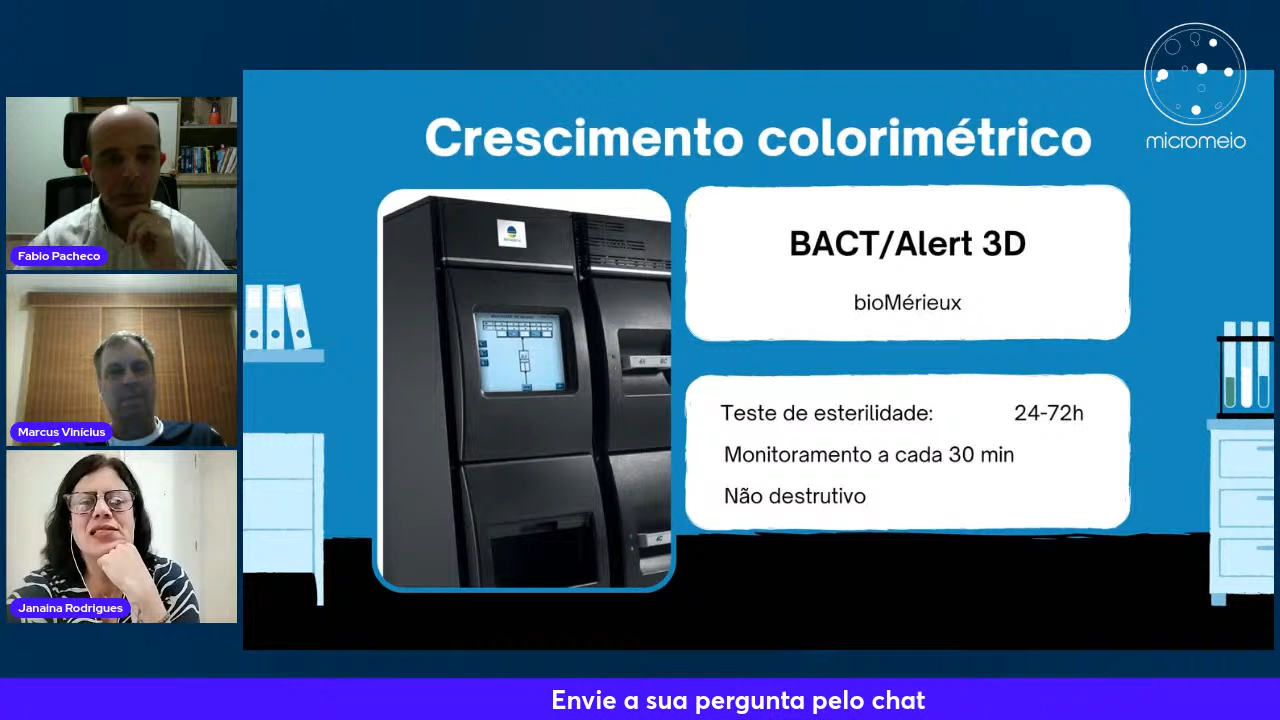 micromeio
Crescimento colorimétrico
BACT/Alert 3D
bioMérieux
Teste de esterilidade: 24-72h
Monitoramento a cada 30 min
Não destrutivo
Fabio Pacheco
Marcus Vinícius
Janaina Rodrigues
Envie a sua pergunta pelo chat